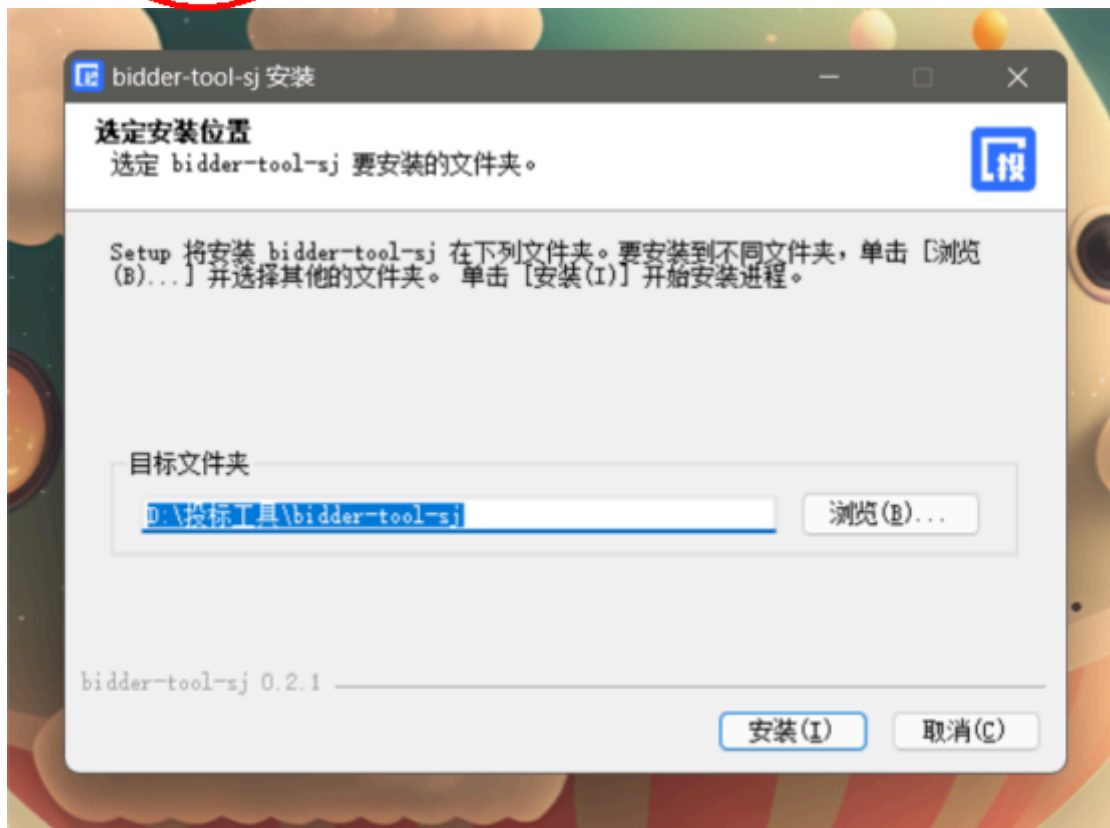 bidder-tool-sj 安装
选定安装位置
选定 bidder-tool-sj 要安装的文件夹。
投
Setup 将安装 bidder-tool-sj 在下列文件夹。要安装到不同文件夹，单击 [浏览
(B)...] 并选择其他的文件夹。 单击 [安装(I)] 开始安装进程。
目标文件夹
D:\投标工具\bidder-tool-sj
浏览(B)...
bidder-tool-sj 0.2.1
安装(I)
取消(C)